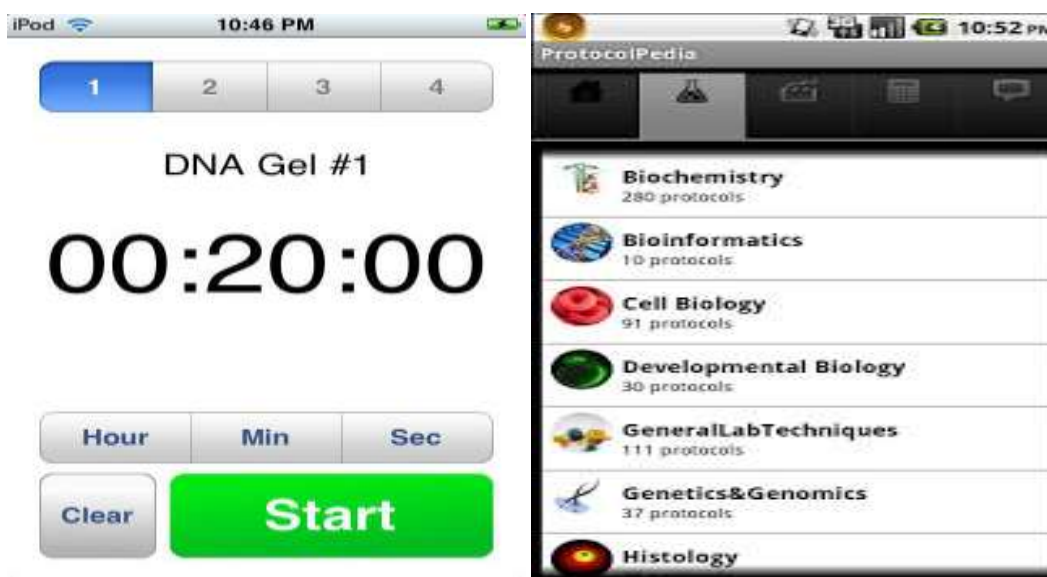 iPod 10:46 PM
1 2 3 4
DNA Gel #1
00:20:00
Hour Min Sec
Clear Start
10:52 PM
ProtocolPedia
Biochemistry
280 protocols
Bioinformatics
10 protocols
Cell Biology
91 protocols
Developmental Biology
30 protocols
GeneralLabTechniques
111 protocols
Genetics&Genomics
37 protocols
Histology